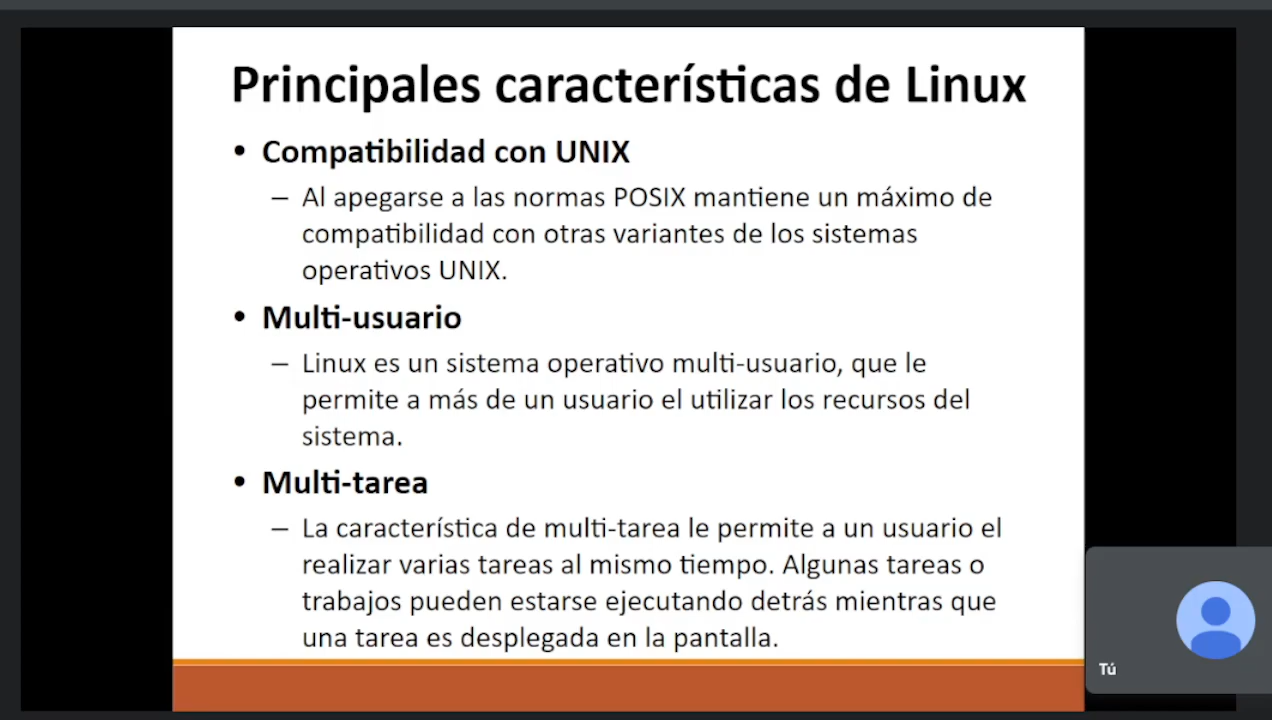 Principales características de Linux
• Compatibilidad con UNIX
– Al apegarse a las normas POSIX mantiene un máximo de
compatibilidad con otras variantes de los sistemas
operativos UNIX.
• Multi-usuario
– Linux es un sistema operativo multi-usuario, que le
permite a más de un usuario el utilizar los recursos del
sistema.
• Multi-tarea
– La característica de multi-tarea le permite a un usuario el
realizar varias tareas al mismo tiempo. Algunas tareas o
trabajos pueden estarse ejecutando detrás mientras que
una tarea es desplegada en la pantalla.
Tú